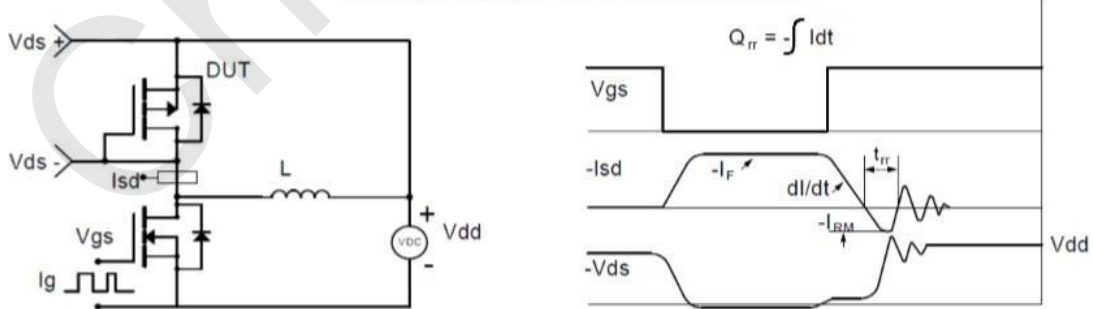 Vds +
DUT
Vds -
Isd
L
Vgs
Ig
+
VDC
-
Vdd
Qrr = -∫ Idt
Vgs
-Isd
-IF
dI/dt
trr
-IRM
Vdd
-Vds